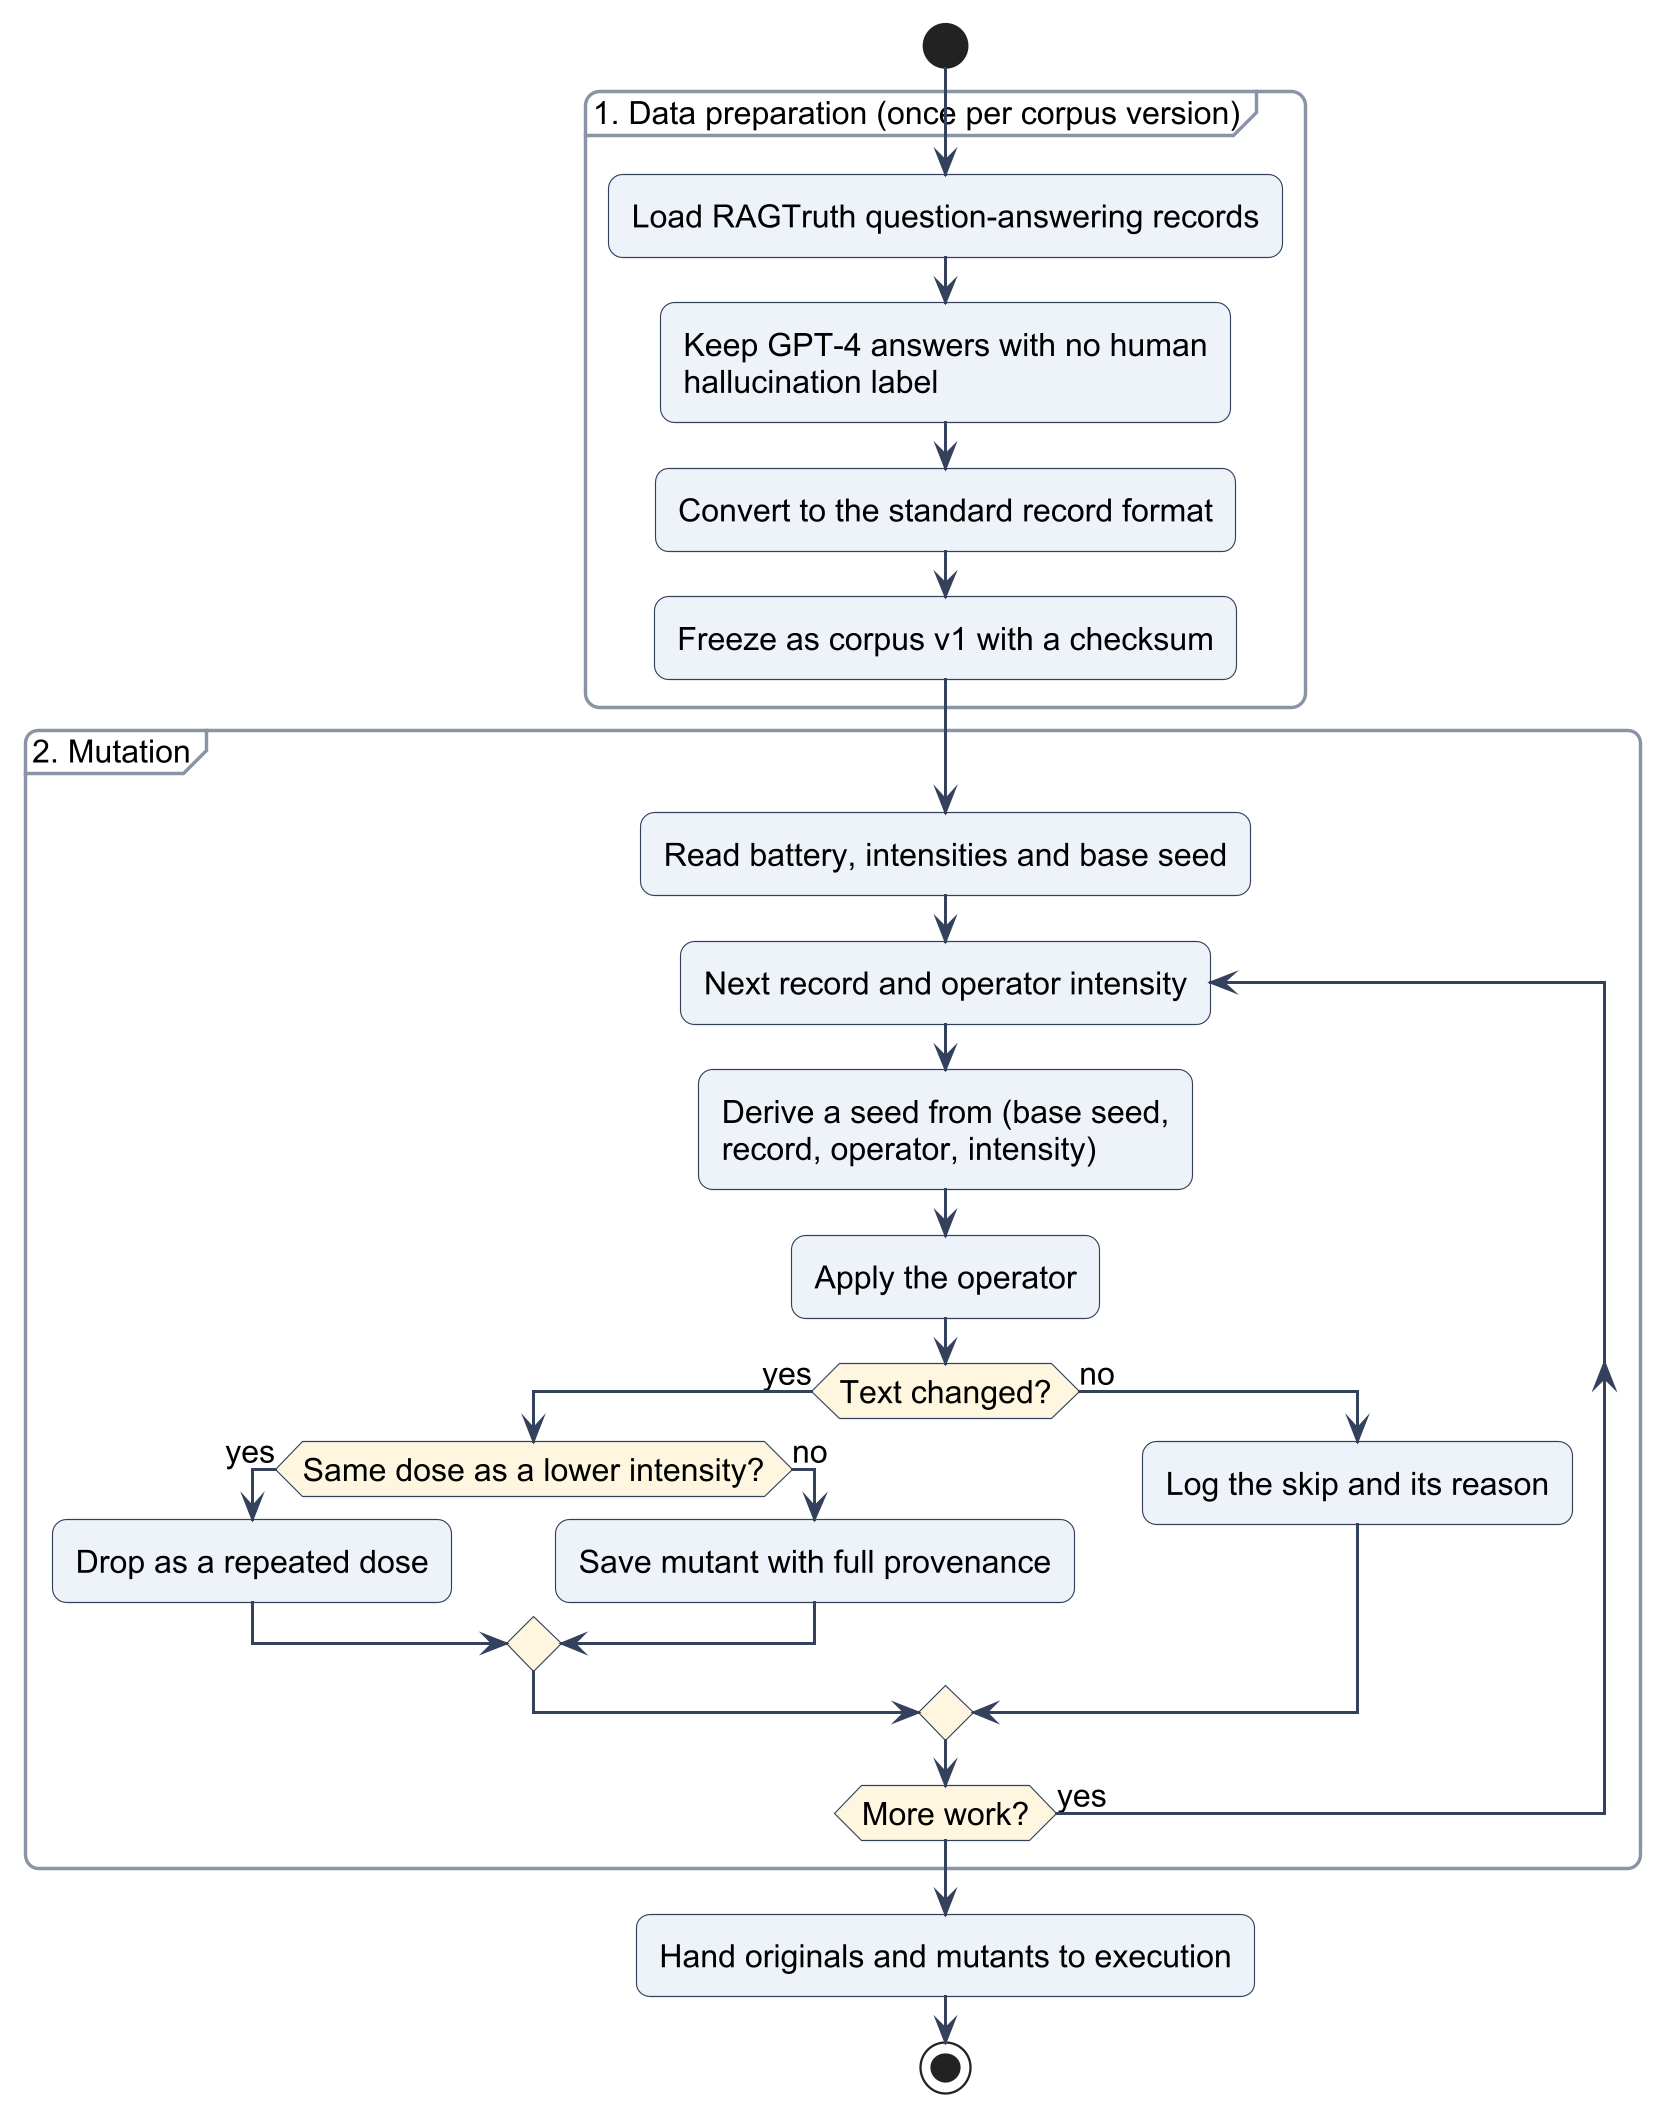 1. Data preparation (once per corpus version)
Load RAGTruth question-answering records
Keep GPT-4 answers with no human
hallucination label
Convert to the standard record format
Freeze as corpus v1 with a checksum
2. Mutation
Read battery, intensities and base seed
Next record and operator intensity
Derive a seed from (base seed,
record, operator, intensity)
Apply the operator
yes
Text changed?
no
yes
Same dose as a lower intensity?
no
Log the skip and its reason
Drop as a repeated dose
Save mutant with full provenance
More work?
yes
Hand originals and mutants to execution